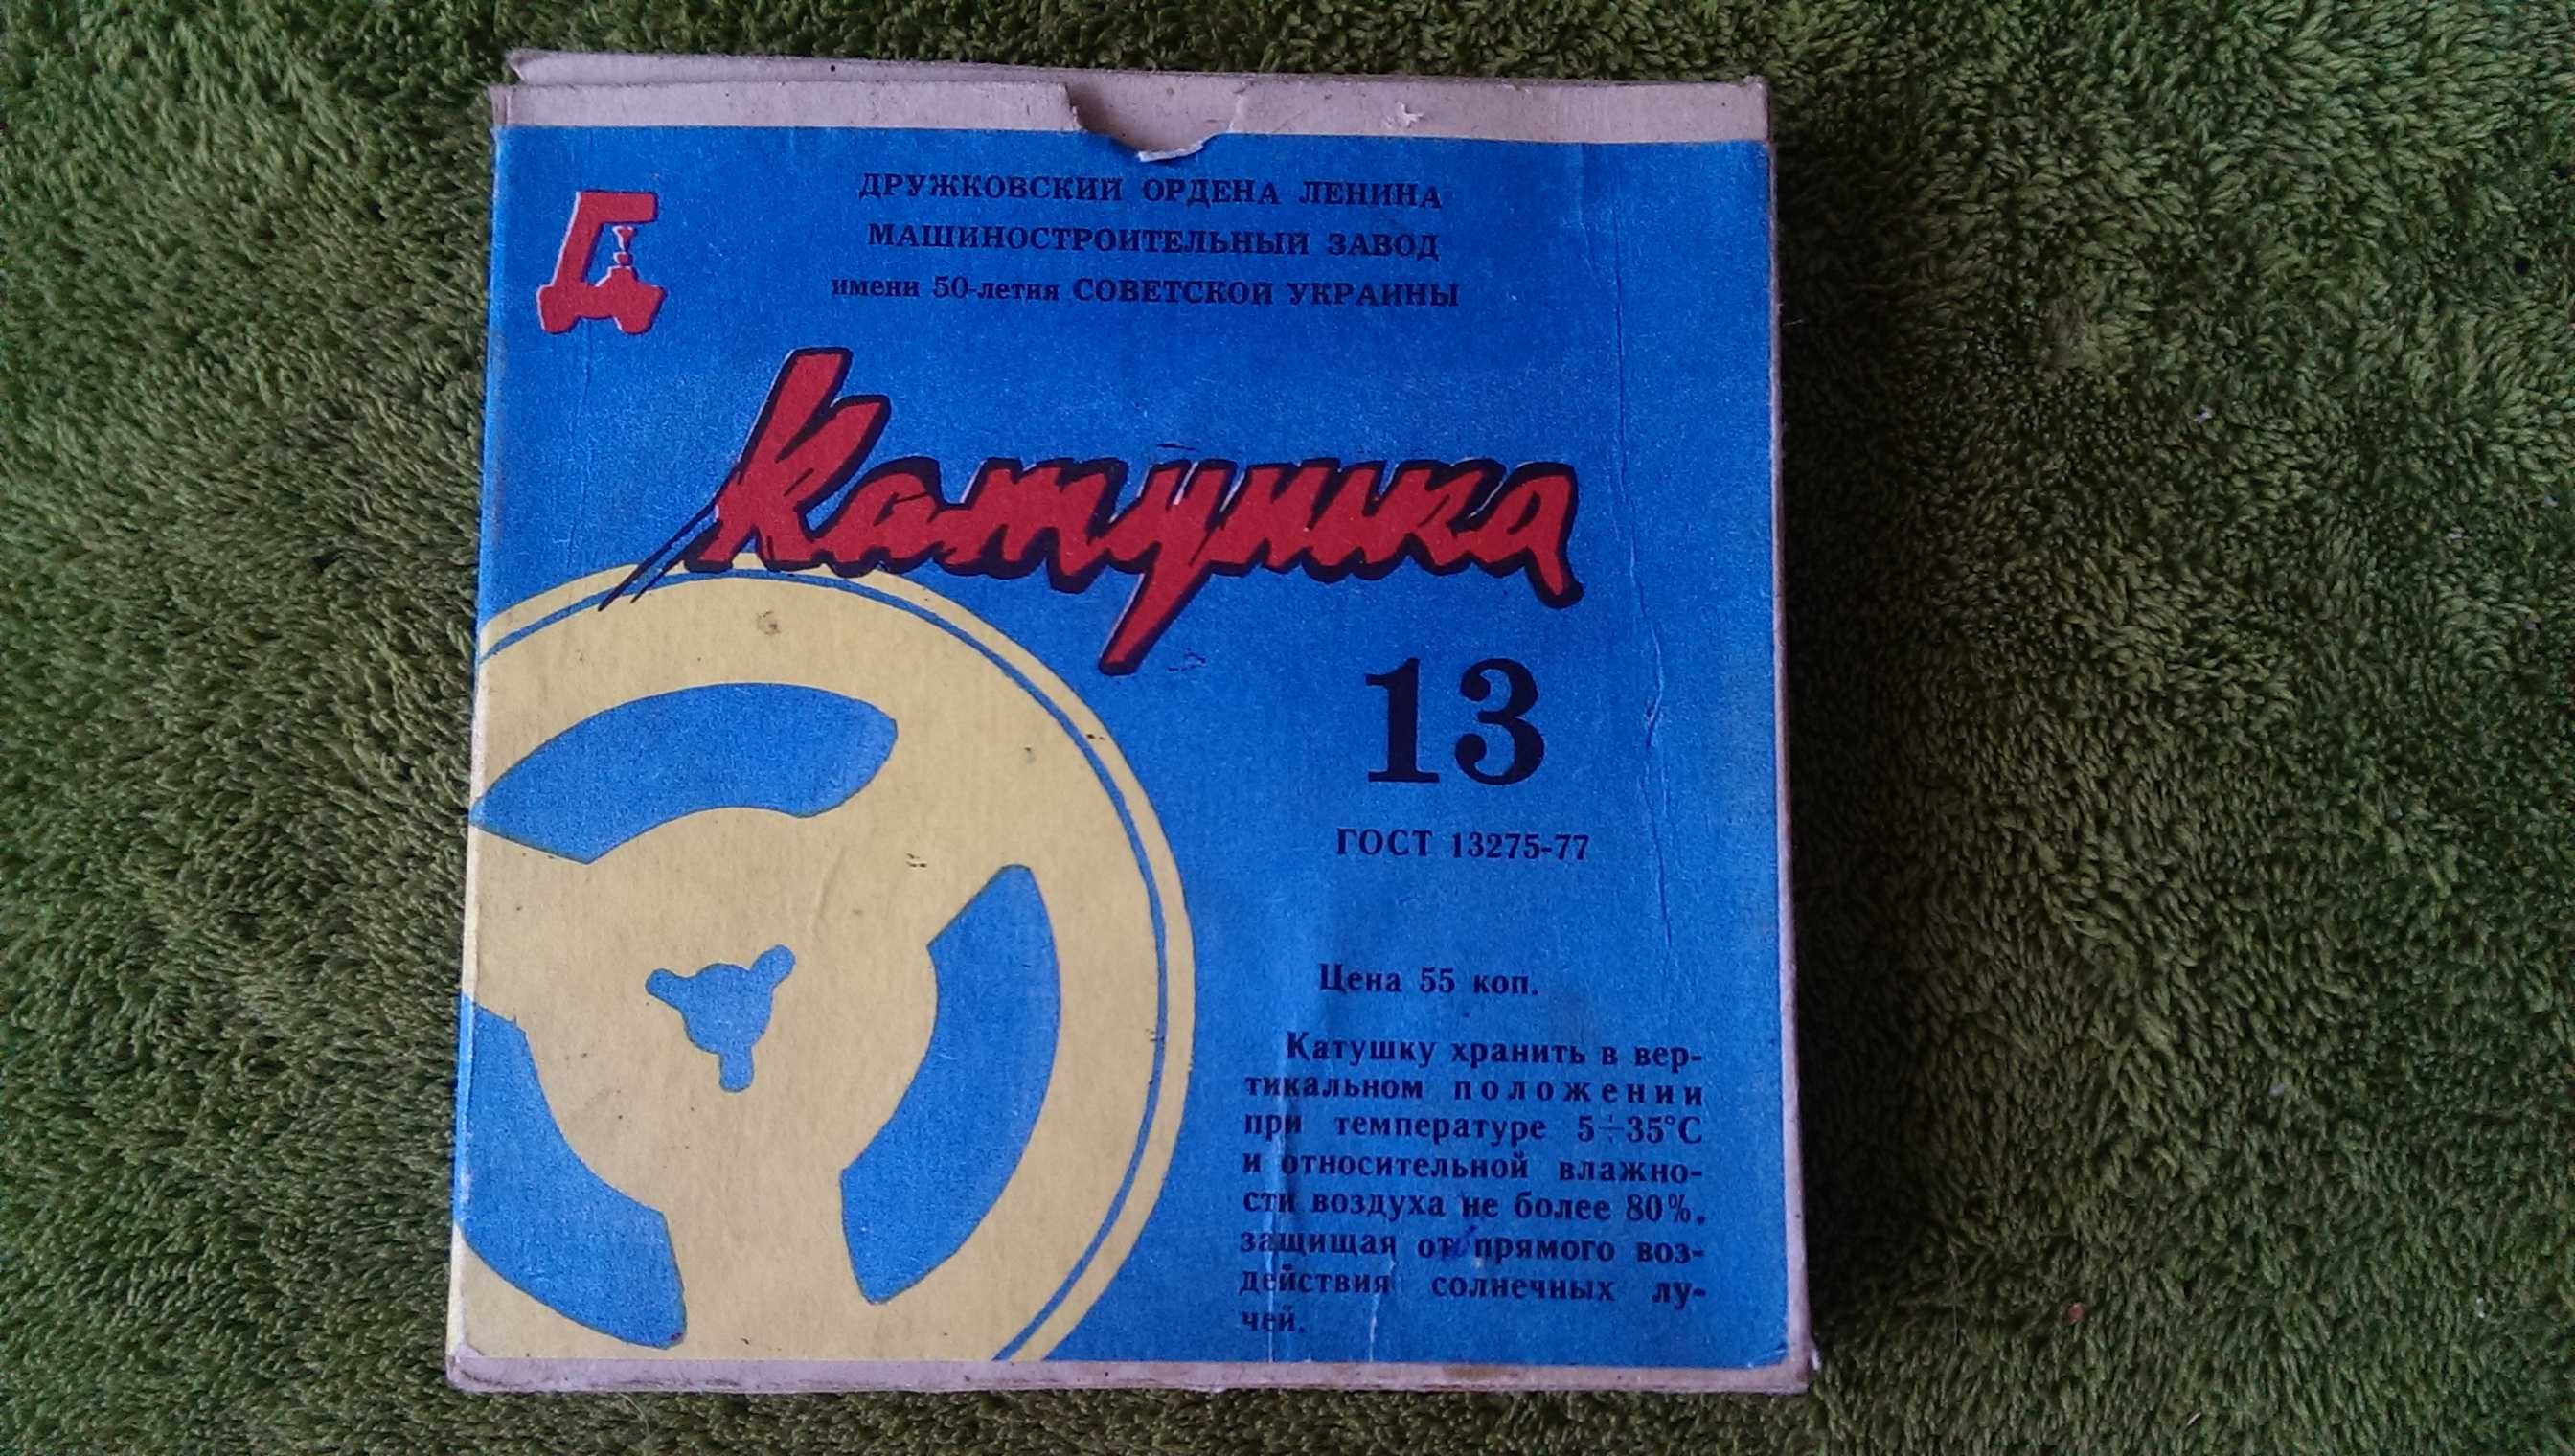 ДРУЖКОВСКИЙ ОРДЕНА ЛЕНИНА
МАШИНОСТРОИТЕЛЬНЫЙ ЗАВОД
имени 50-летия СОВЕТСКОЙ УКРАИНЫ
Катушка
13
ГОСТ 13275-77
Цена 55 коп.
Катушку хранить в вер-
тикальном положении
при температуре 5÷35°С
и относительной влажно-
сти воздуха не более 80%,
защищая от прямого воз-
действия солнечных лу-
чей.